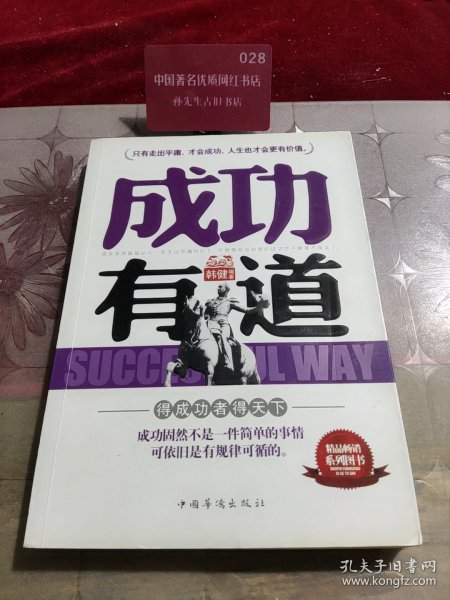 028
中国著名优质网红书店
孙先生古旧书店
只有走出平庸，才会成功，人生也才会更有价值。
成功
韩健 编著
有道
SUCCESSFUL WAY
得成功者得天下
成功固然不是一件简单的事情
可依旧是有规律可循的。
精品畅销
系列图书
中国华侨出版社
孔夫子旧书网
www.kongfz.com